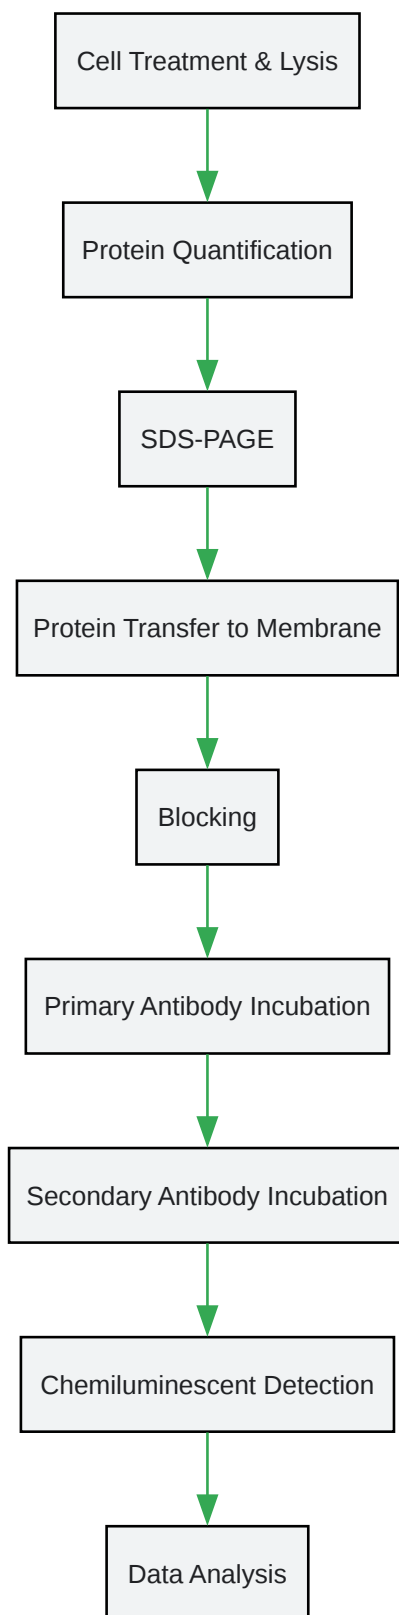 Cell Treatment & Lysis
Protein Quantification
SDS-PAGE
Protein Transfer to Membrane
Blocking
Primary Antibody Incubation
Secondary Antibody Incubation
Chemiluminescent Detection
Data Analysis